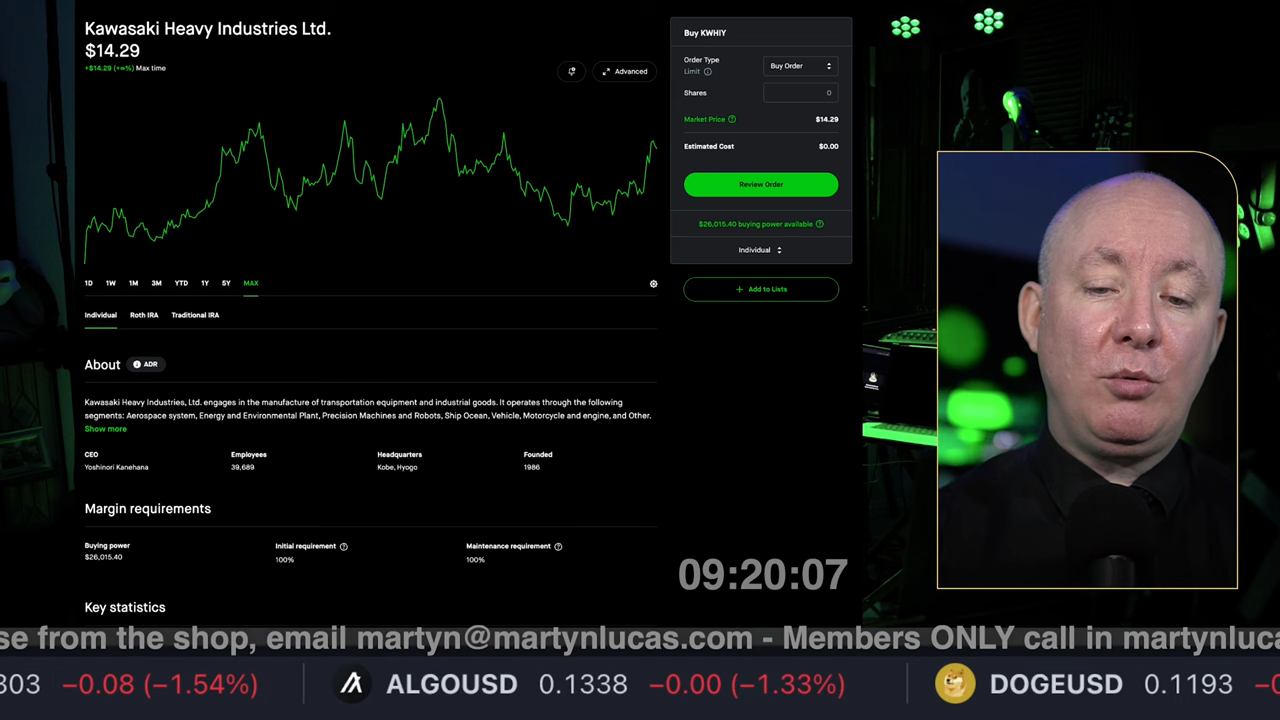 Kawasaki Heavy Industries Ltd.
$14.29
+$14.29 (+∞%) Max time
Advanced
1D 1W 1M 3M YTD 1Y 5Y MAX
Individual Roth IRA Traditional IRA
About ADR
Kawasaki Heavy Industries, Ltd. engages in the manufacture of transportation equipment and industrial goods. It operates through the following
segments: Aerospace system, Energy and Environmental Plant, Precision Machines and Robots, Ship Ocean, Vehicle, Motorcycle and engine, and Other.
Show more
CEO Employees Headquarters Founded
Yoshinori Kanehana 39,689 Kobe, Hyogo 1986
Margin requirements
Buying power Initial requirement Maintenance requirement
$26,015.40 100% 100%
Key statistics
Buy KWHIY
Order Type
Limit
Buy Order
Shares 0
Market Price $14.29
Estimated Cost $0.00
Review Order
$26,015.40 buying power available
Individual
+ Add to Lists
09:20:07
se from the shop, email martyn@martynlucas.com - Members ONLY call in martynluca
303 −0.08 (−1.54%) ALGOUSD 0.1338 −0.00 (−1.33%) DOGEUSD 0.1193 −0